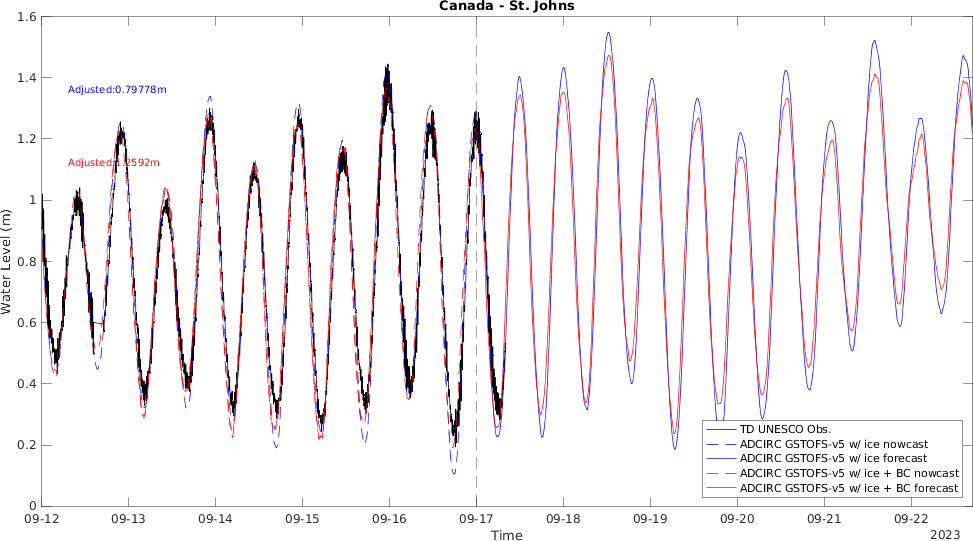 Canada - St. Johns
1.6
1.4
1.2
1
0.8
0.6
0.4
0.2
0
Water Level (m)
Adjusted:0.79778m
Adjusted:1.2592m
TD UNESCO Obs.
ADCIRC GSTOFS-v5 w/ ice nowcast
ADCIRC GSTOFS-v5 w/ ice forecast
ADCIRC GSTOFS-v5 w/ ice + BC nowcast
ADCIRC GSTOFS-v5 w/ ice + BC forecast
09-12 09-13 09-14 09-15 09-16 09-17 09-18 09-19 09-20 09-21 09-22
Time
2023